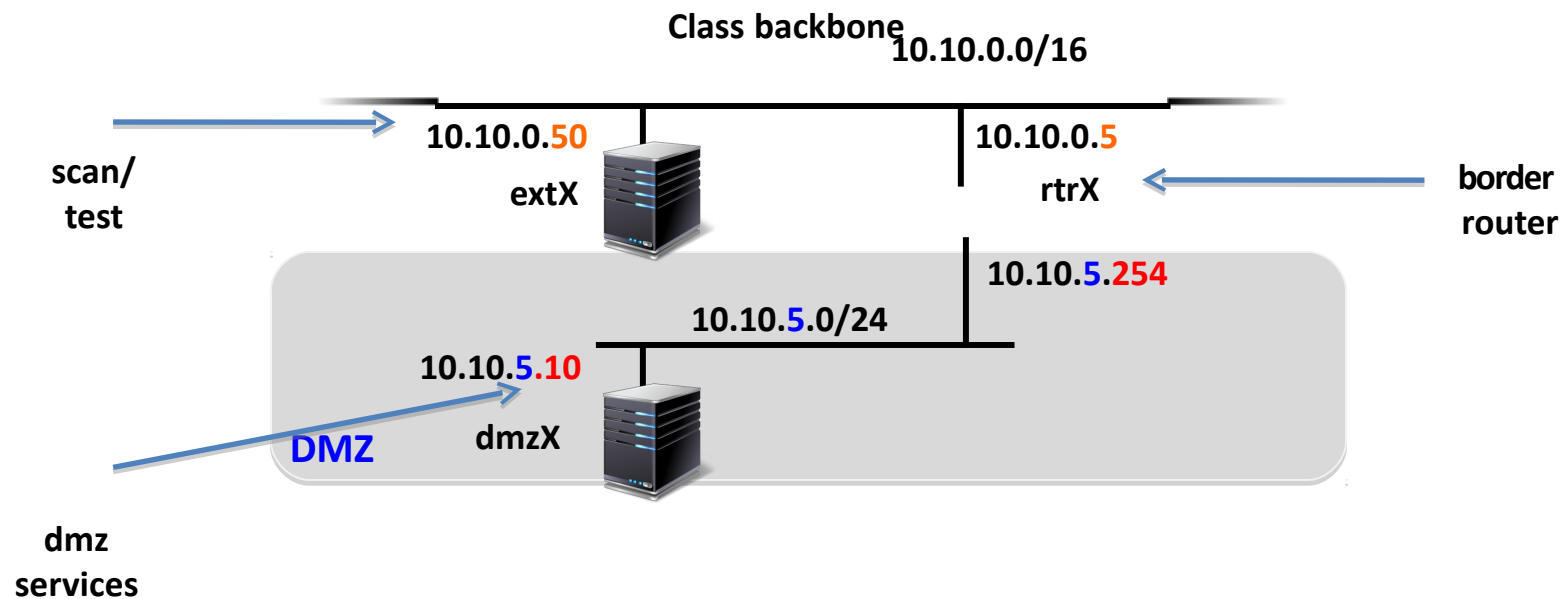 Class backbone
10.10.0.0/16
10.10.0.50
10.10.0.5
scan/
test
extX
rtrX
border
router
10.10.5.254
10.10.5.0/24
10.10.5.10
DMZ
dmzX
dmz
services